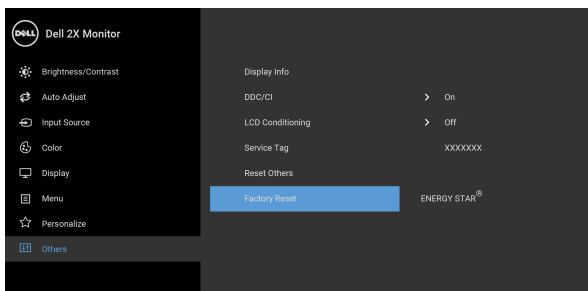 DELL Dell 2X Monitor
Brightness/Contrast
Auto Adjust
Input Source
Color
Display
Menu
Personalize
Others
Display Info
DDC/CI > On
LCD Conditioning > Off
Service Tag XXXXXXX
Reset Others
Factory Reset ENERGY STAR®